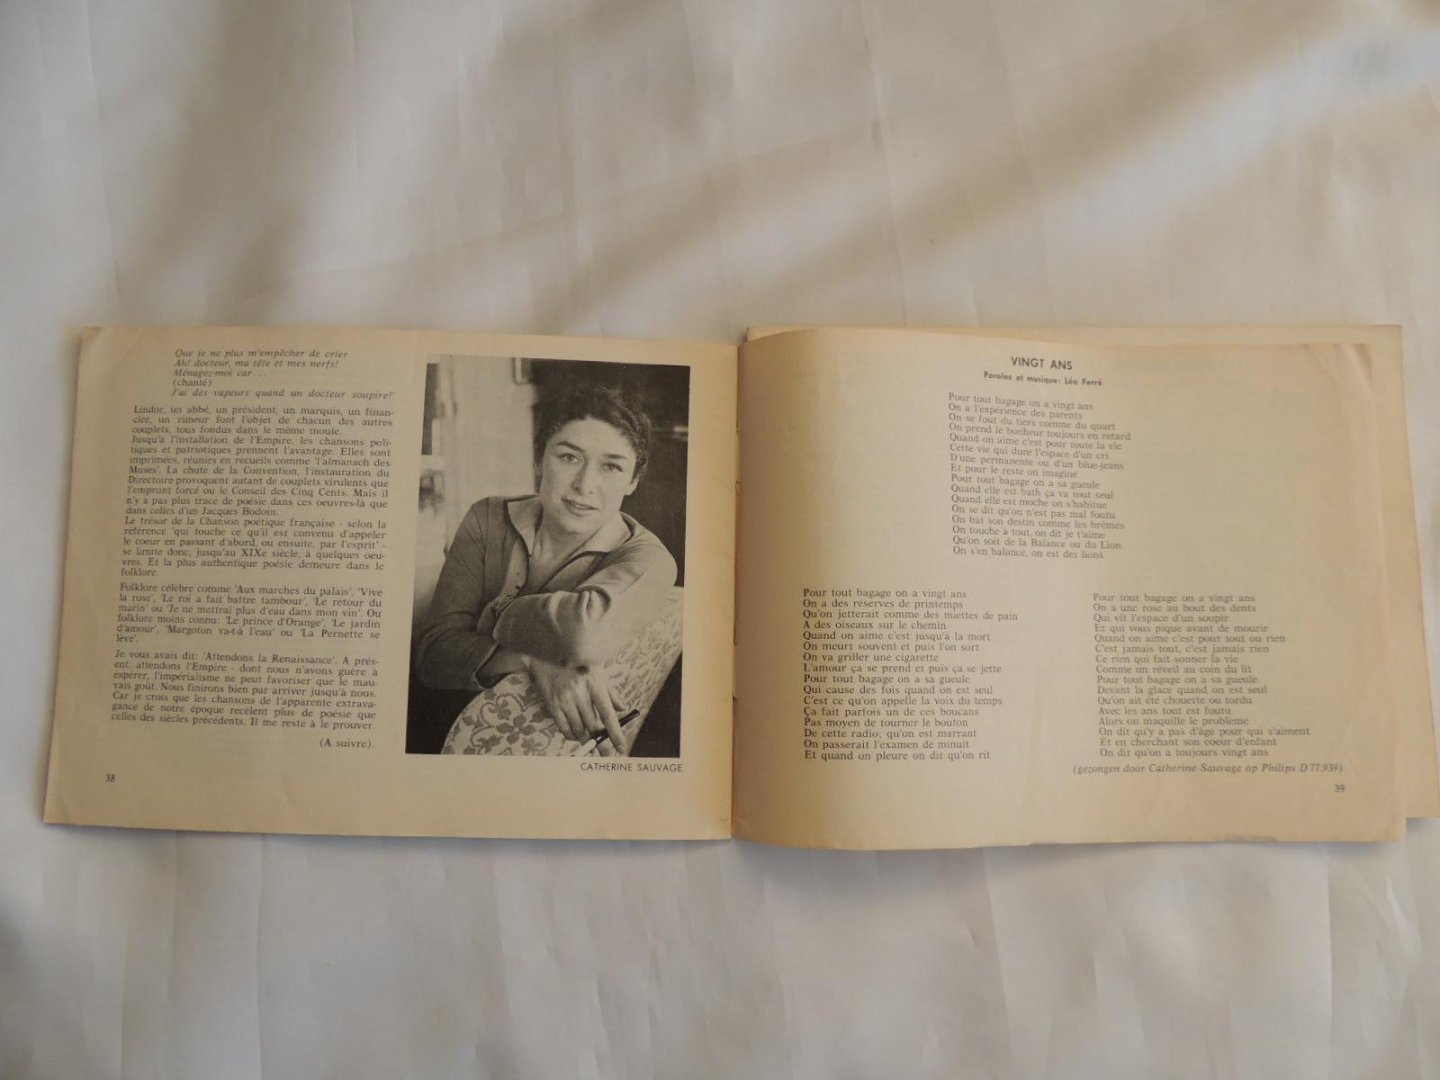 Que je ne plus m'empêcher de crier
Ah! docteur, ma tête et mes nerfs!
Ménagez-moi car...
(chanté)
J'ai des vapeurs quand un docteur soupire!'
Lindor, un abbé, un président, un marquis, un finan-
cier, un rimeur font l'objet de chacun des autres
couplets, tous fondus dans le même moule.
Jusqu'à l'installation de l'Empire, les chansons poli-
tiques et patriotiques prennent l'avantage. Elles sont
imprimées, réunies en recueils comme 'l'almanach des
Muses'. La chute de la Convention, l'instauration du
Directoire provoquent autant de couplets virulents que
l'emprunt forcé ou le Conseil des Cinq Cents. Mais il
n'y a pas plus trace de poésie dans ces oeuvres-là que
dans celles d'un Jacques Bodoin.
Le trésor de la Chanson poétique française - selon la
référence 'qui touche ce qu'il est convenu d'appeler
le coeur en passant d'abord, ou ensuite, par l'esprit' -
se limite donc, jusqu'au XIXe siècle, à quelques oeu-
vres. Et la plus authentique poésie demeure dans le
folklore.
Folklore célèbre comme 'Aux marches du palais', 'Vive
la rose', 'Le roi a fait battre tambour', 'Le retour du
marin' ou 'Je ne mettrai plus d'eau dans mon vin'. Ou
folklore moins connu: 'Le prince d'Orange', 'Le jardin
d'amour', 'Margoton va-t-à l'eau' ou 'La Pernette se
lève'.
Je vous avais dit: 'Attendons la Renaissance'. A prés-
ent, attendons l'Empire - dont nous n'avons guère à
espérer, l'impérialisme ne peut favoriser que le mau-
vais goût. Nous finirons bien par arriver jusqu'à nous.
Car je crois que les chansons de l'apparente extrava-
gance de notre époque recèlent plus de poésie que
celles des siècles précédents. Il me reste à le prouver.
(A suivre).
CATHERINE SAUVAGE
38
VINGT ANS
Paroles et musique: Léo Ferré
Pour tout bagage on a vingt ans
On a l'expérience des parents
On se fout du tiers comme du quart
On prend le bonheur toujours en retard
Quand on aime c'est pour toute la vie
Cette vie qui dure l'espace d'un cri
D'une permanente ou d'un blue-jeans
Et pour le reste on imagine
Pour tout bagage on a sa gueule
Quand elle est bath ça va tout seul
Quand elle est moche on s'habitue
On se dit qu'on n'est pas mal foutu
On bat son destin comme les brêmes
On touche à tout, on dit je t'aime
Qu'on soit de la Balance ou du Lion
On s'en balance, on est des lions
Pour tout bagage on a vingt ans
On a des réserves de printemps
Qu'on jetterait comme des miettes de pain
A des oiseaux sur le chemin
Quand on aime c'est jusqu'à la mort
On meurt souvent et puis l'on sort
On va griller une cigarette
L'amour ça se prend et puis ça se jette
Pour tout bagage on a sa gueule
Qui cause des fois quand on est seul
C'est ce qu'on appelle la voix du temps
Ça fait parfois un de ces boucans
Pas moyen de tourner le bouton
De cette radio; qu'on est marrant
On passerait l'examen de minuit
Et quand on pleure on dit qu'on rit
Pour tout bagage on a vingt ans
On a une rose au bout des dents
Qui vit l'espace d'un soupir
Et qui vous pique avant de mourir
Quand on aime c'est pour tout ou rien
C'est jamais tout, c'est jamais rien
Ce rien qui fait sonner la vie
Comme un réveil au coin du lit
Pour tout bagage on a sa gueule
Devant la glace quand on est seul
Qu'on ait été chouette ou tordu
Avec les ans tout est foutu
Alors on maquille le problème
On dit qu'y a pas d'âge pour qui s'aiment
Et en cherchant son coeur d'enfant
On dit qu'on a toujours vingt ans
(gezongen door Catherine Sauvage op Philips D 77.939)
39